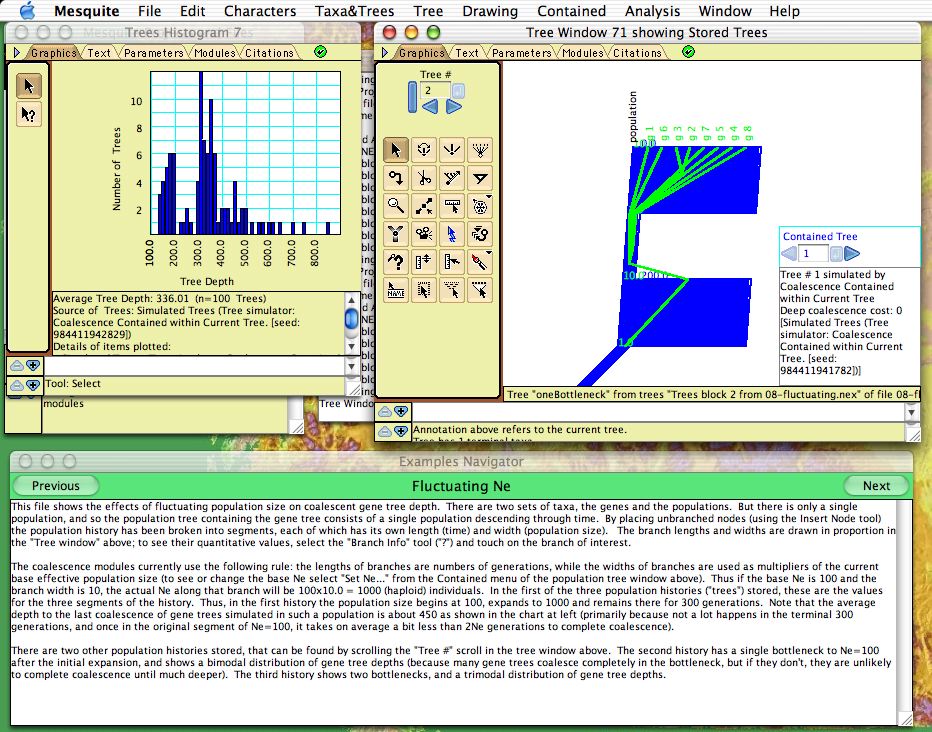 Mesquite File Edit Characters Taxa&Trees Tree Drawing Contained Analysis Window Help
Trees Histogram 7
Graphics Text Parameters Modules Citations
Number of Trees
10
8
6
4
2
100.0 200.0 300.0 400.0 500.0 600.0 700.0 800.0
Tree Depth
Average Tree Depth: 336.01 (n=100 Trees)
Source of Trees: Simulated Trees (Tree simulator:
Coalescence Contained within Current Tree. [seed:
984411942829])
Details of items plotted:
Tool: Select
modules
Tree Window 71 showing Stored Trees
Graphics Text Parameters Modules Citations
Tree #
2
NAME
population
g 1 g 6 g 3 g 2 g 7 g 5 g 4 g 8
Contained Tree
1
Tree # 1 simulated by
Coalescence Contained
within Current Tree
Deep coalescence cost: 0
[Simulated Trees (Tree
simulator: Coalescence
Contained within Current
Tree. [seed:
984411941782])]
Tree "oneBottleneck" from trees "Trees block 2 from 08-fluctuating.nex" of file 08-fl
Annotation above refers to the current tree.
Tree has 1 terminal taxa
Tree Windo
Examples Navigator
Previous Fluctuating Ne Next
This file shows the effects of fluctuating population size on coalescent gene tree depth. There are two sets of taxa, the genes and the populations. But there is only a single
population, and so the population tree containing the gene tree consists of a single population descending through time. By placing unbranched nodes (using the Insert Node tool)
the population history has been broken into segments, each of which has its own length (time) and width (population size). The branch lengths and widths are drawn in proportion in
the "Tree window" above; to see their quantitative values, select the "Branch Info" tool ("?") and touch on the branch of interest.
The coalescence modules currently use the following rule: the lengths of branches are numbers of generations, while the widths of branches are used as multipliers of the current
base effective population size (to see or change the base Ne select "Set Ne..." from the Contained menu of the population tree window above). Thus if the base Ne is 100 and the
branch width is 10, the actual Ne along that branch will be 100x10.0 = 1000 (haploid) individuals. In the first of the three population histories ("trees") stored, these are the values
for the three segments of the history. Thus, in the first history the population size begins at 100, expands to 1000 and remains there for 300 generations. Note that the average
depth to the last coalescence of gene trees simulated in such a population is about 450 as shown in the chart at left (primarily because not a lot happens in the terminal 300
generations, and once in the original segment of Ne=100, it takes on average a bit less than 2Ne generations to complete coalescence).
There are two other population histories stored, that can be found by scrolling the "Tree #" scroll in the tree window above. The second history has a single bottleneck to Ne=100
after the initial expansion, and shows a bimodal distribution of gene tree depths (because many gene trees coalesce completely in the bottleneck, but if they don't, they are unlikely
to complete coalescence until much deeper). The third history shows two bottlenecks, and a trimodal distribution of gene tree depths.